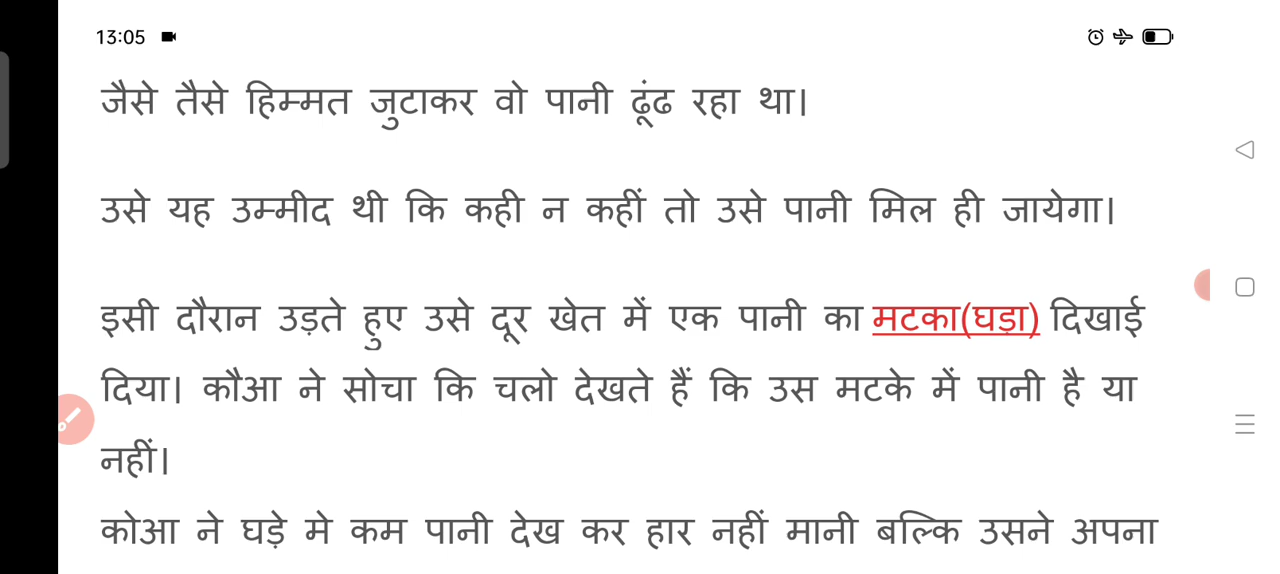 13:05
जैसे तैसे हिम्मत जुटाकर वो पानी ढूंढ रहा था।
उसे यह उम्मीद थी कि कही न कहीं तो उसे पानी मिल ही जायेगा।
इसी दौरान उड़ते हुए उसे दूर खेत में एक पानी का मटका(घड़ा) दिखाई
दिया। कौआ ने सोचा कि चलो देखते हैं कि उस मटके में पानी है या
नहीं।
कोआ ने घड़े मे कम पानी देख कर हार नहीं मानी बल्कि उसने अपना